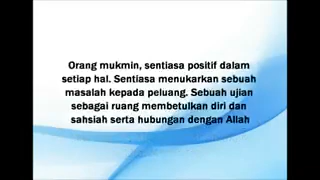 Orang mukmin, sentiasa positif dalam
setiap hal. Sentiasa menukarkan sebuah
masalah kepada peluang. Sebuah ujian
sebagai ruang membetulkan diri dan
sahsiah serta hubungan dengan Allah